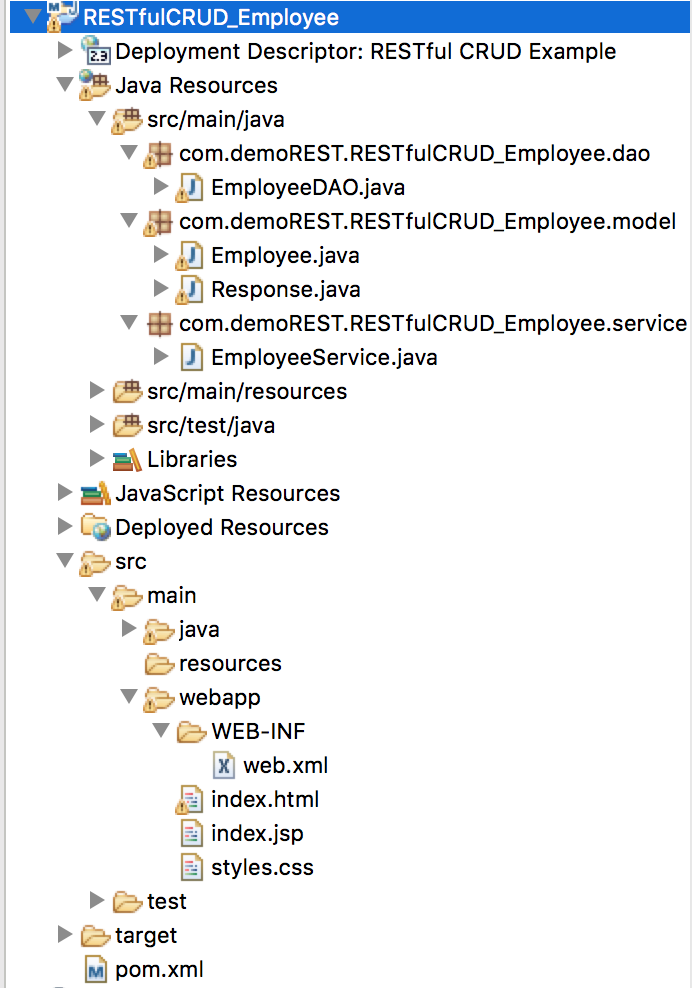 RESTfulCRUD_Employee
2.3 Deployment Descriptor: RESTful CRUD Example
Java Resources
src/main/java
com.demoREST.RESTfulCRUD_Employee.dao
EmployeeDAO.java
com.demoREST.RESTfulCRUD_Employee.model
Employee.java
Response.java
com.demoREST.RESTfulCRUD_Employee.service
EmployeeService.java
src/main/resources
src/test/java
Libraries
JavaScript Resources
Deployed Resources
src
main
java
resources
webapp
WEB-INF
web.xml
index.html
index.jsp
styles.css
test
target
pom.xml